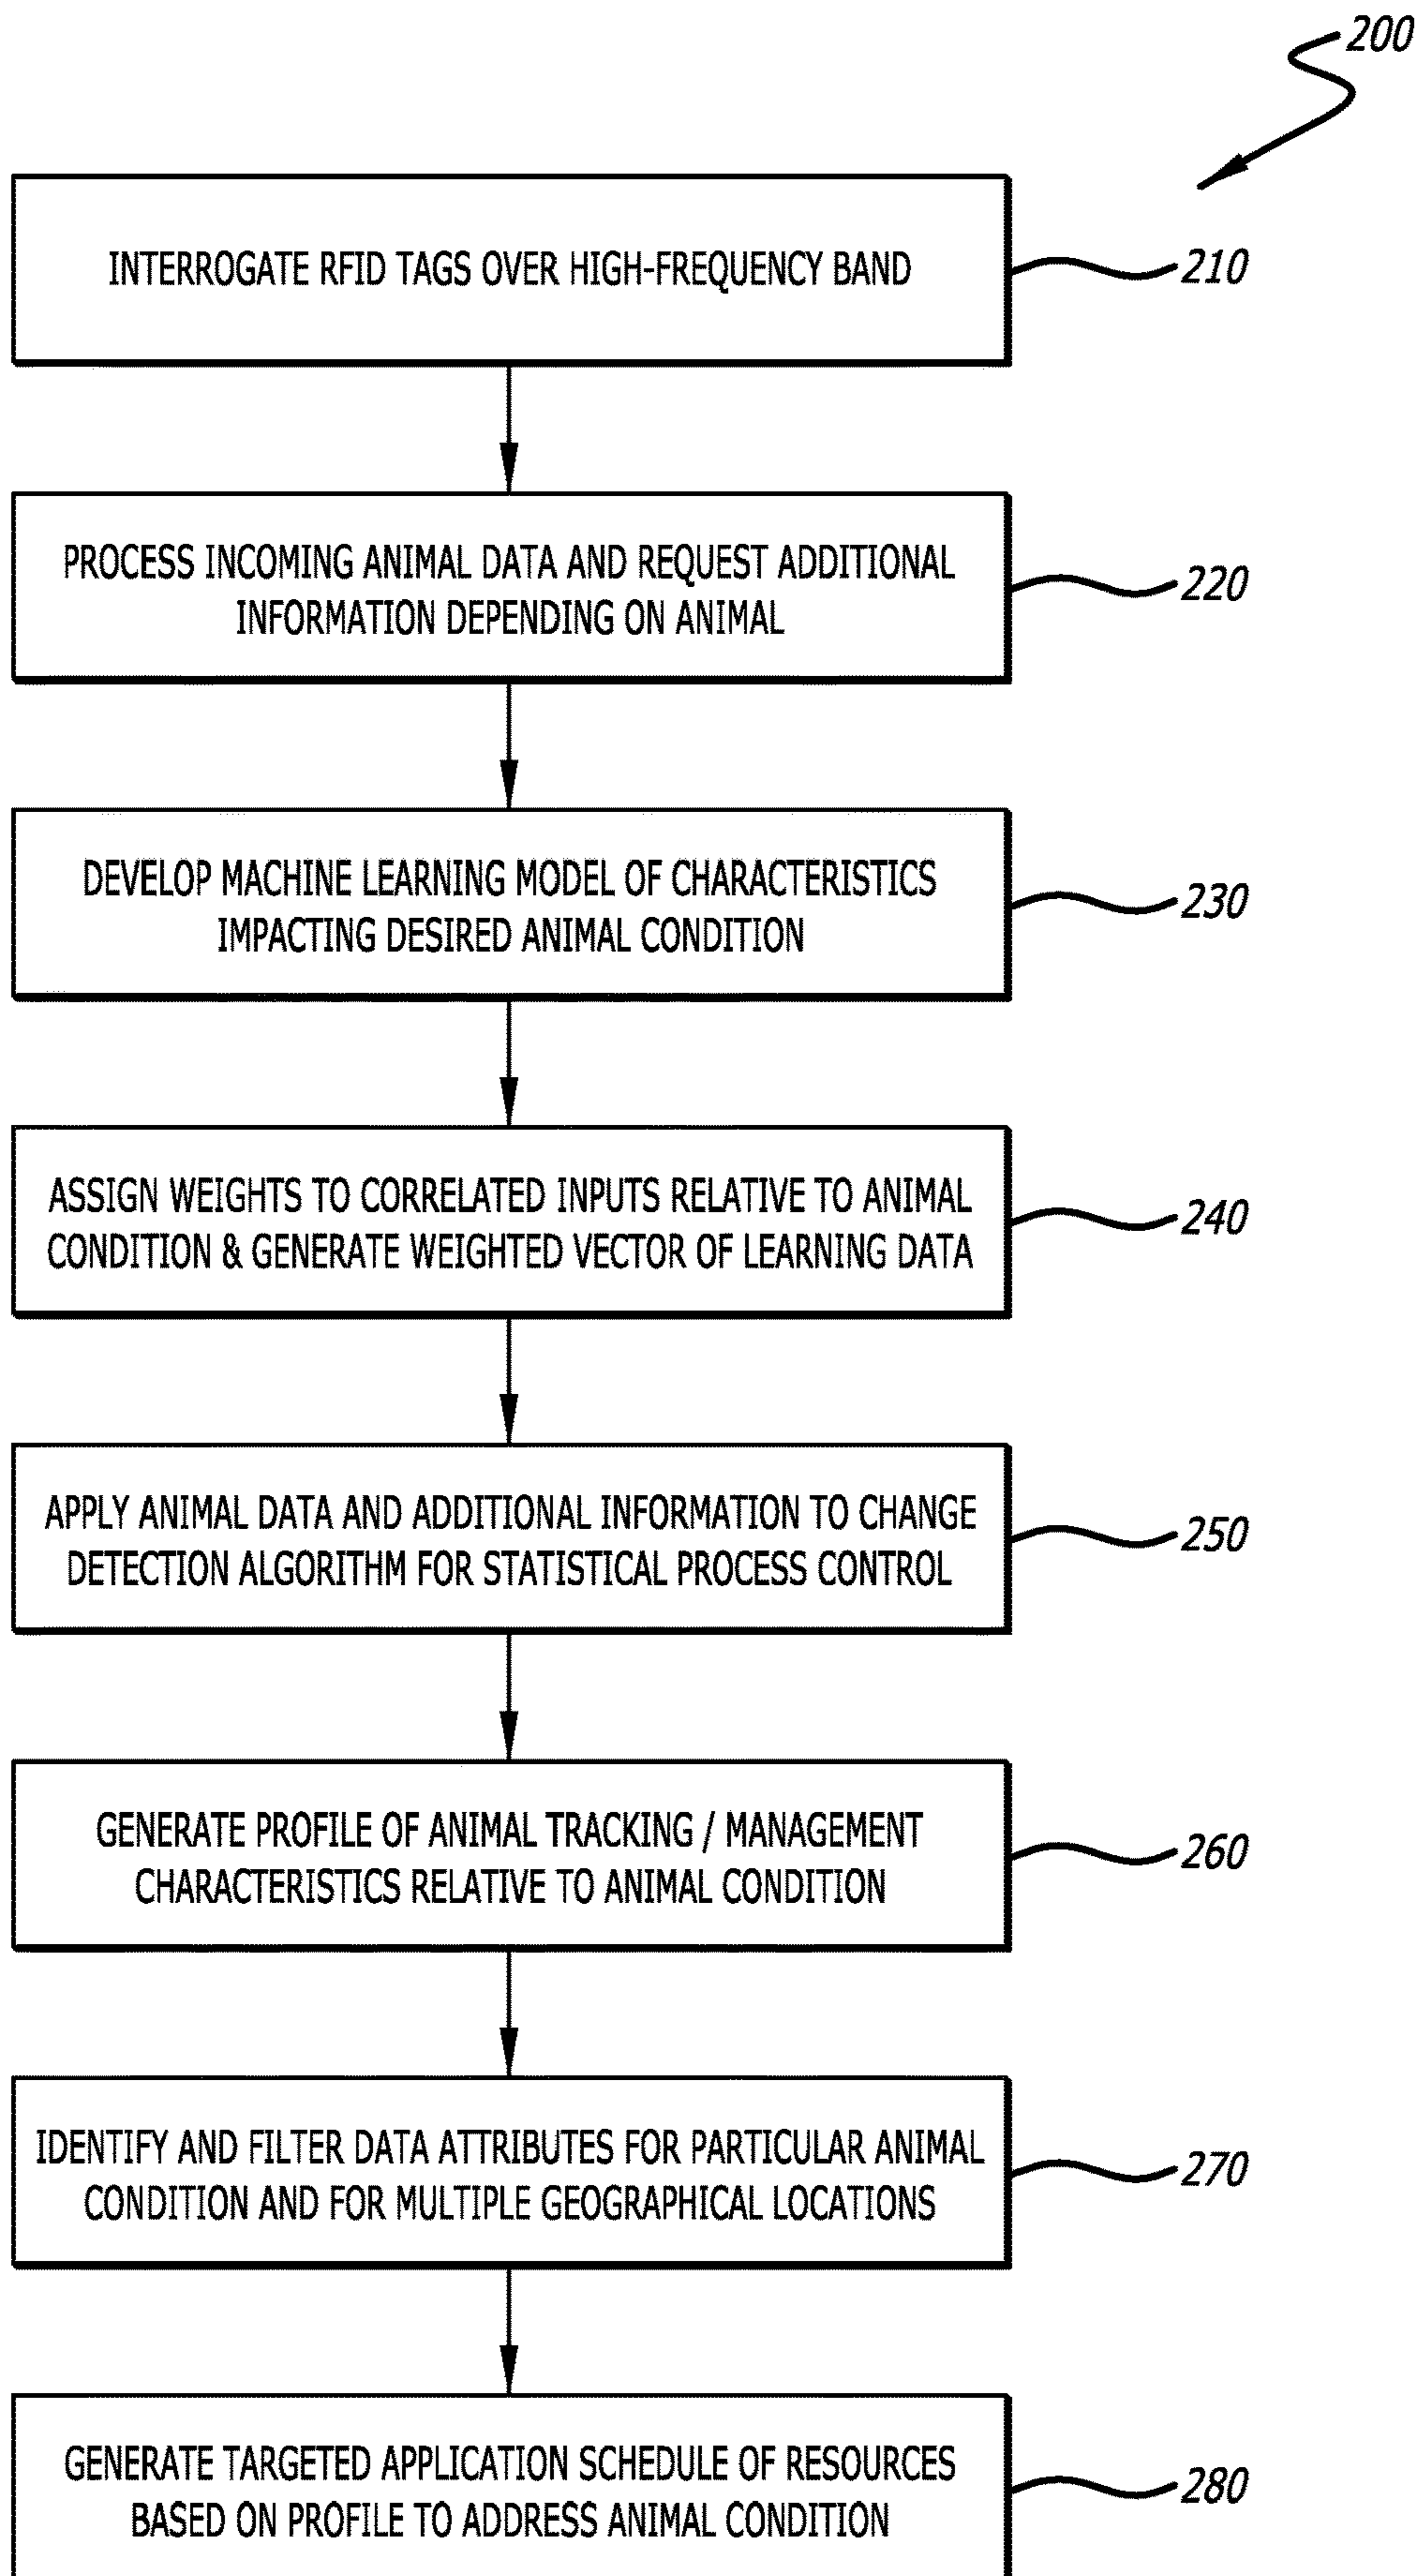 200
INTERROGATE RFID TAGS OVER HIGH-FREQUENCY BAND
210
PROCESS INCOMING ANIMAL DATA AND REQUEST ADDITIONAL
INFORMATION DEPENDING ON ANIMAL
220
DEVELOP MACHINE LEARNING MODEL OF CHARACTERISTICS
IMPACTING DESIRED ANIMAL CONDITION
230
ASSIGN WEIGHTS TO CORRELATED INPUTS RELATIVE TO ANIMAL
CONDITION & GENERATE WEIGHTED VECTOR OF LEARNING DATA
240
APPLY ANIMAL DATA AND ADDITIONAL INFORMATION TO CHANGE
DETECTION ALGORITHM FOR STATISTICAL PROCESS CONTROL
250
GENERATE PROFILE OF ANIMAL TRACKING / MANAGEMENT
CHARACTERISTICS RELATIVE TO ANIMAL CONDITION
260
IDENTIFY AND FILTER DATA ATTRIBUTES FOR PARTICULAR ANIMAL
CONDITION AND FOR MULTIPLE GEOGRAPHICAL LOCATIONS
270
GENERATE TARGETED APPLICATION SCHEDULE OF RESOURCES
BASED ON PROFILE TO ADDRESS ANIMAL CONDITION
280